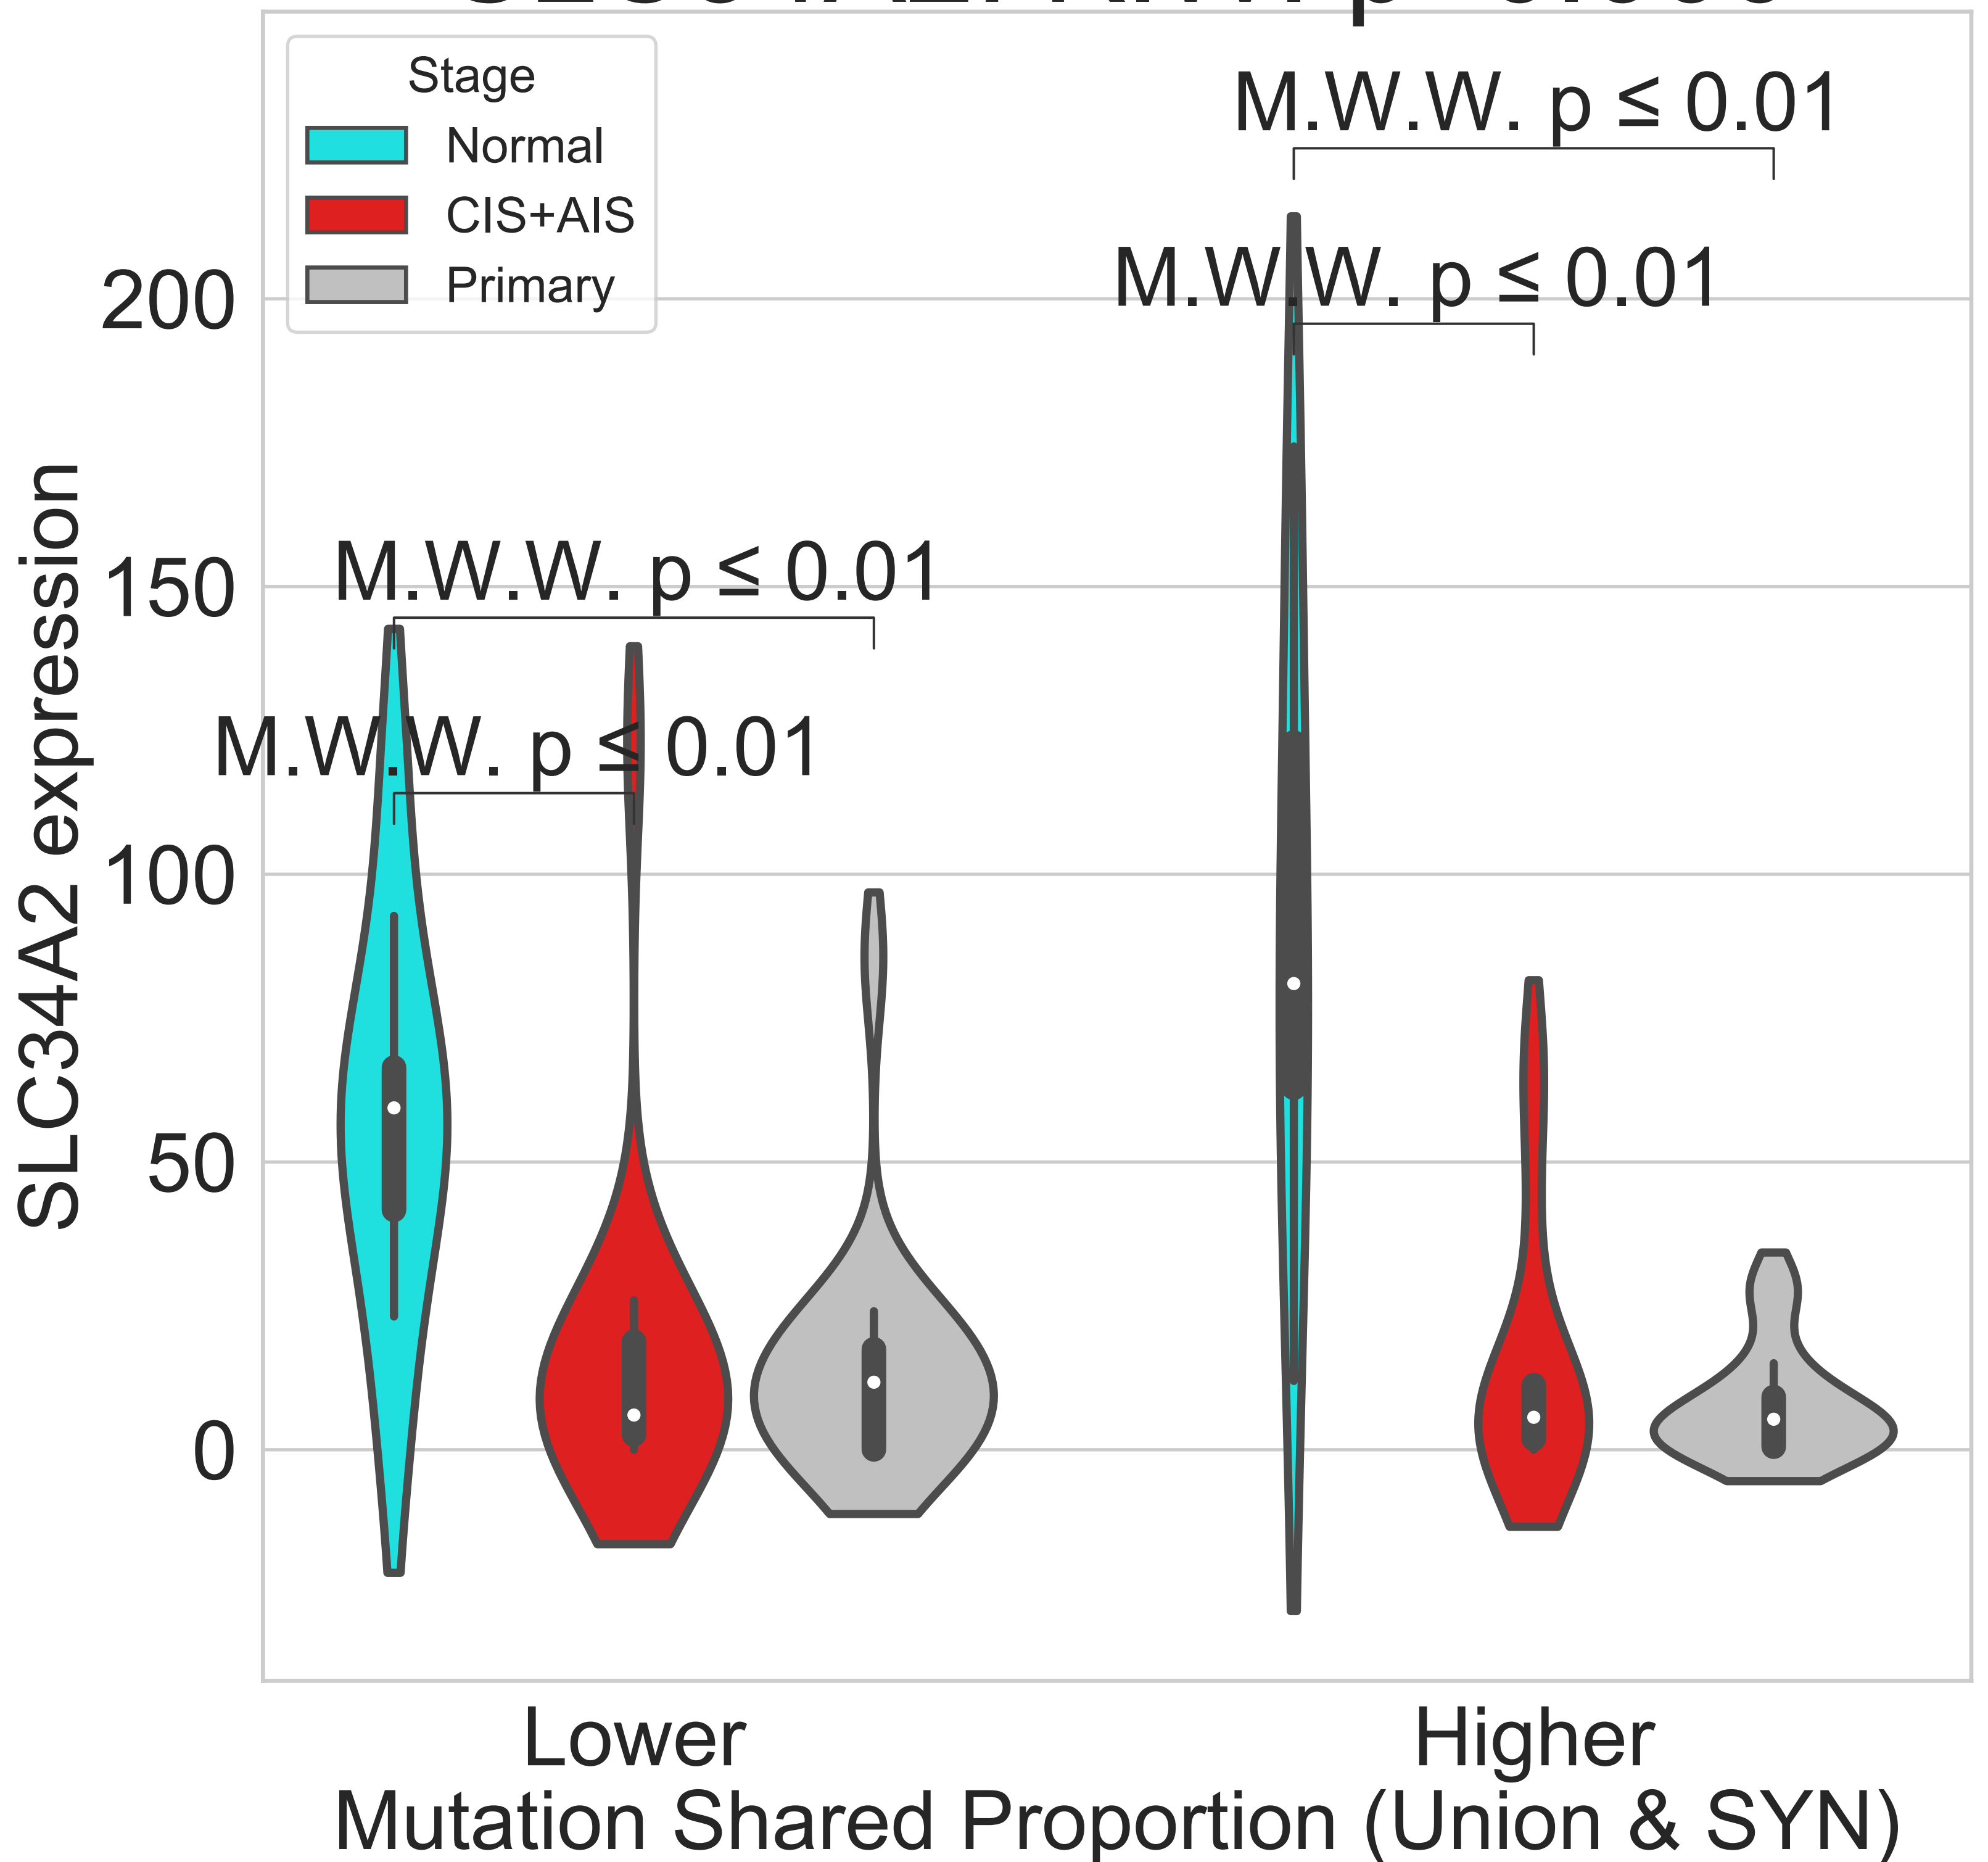 Stage
Normal
CIS+AIS
Primary
M.W.W. p ≤ 0.01
M.W.W. p ≤ 0.01
M.W.W. p ≤ 0.01
M.W.W. p ≤ 0.01
SLC34A2 expression
200
150
100
50
0
Lower
Higher
Mutation Shared Proportion (Union & SYN)